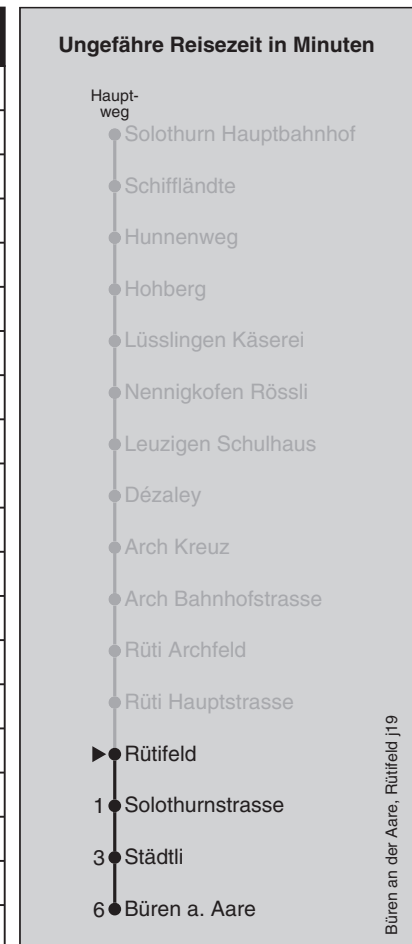 Ungefähre Reisezeit in Minuten
Haupt-
weg
Solothurn Hauptbahnhof
Schiffländte
Hunnenweg
Hohberg
Lüsslingen Käserei
Nennigkofen Rössli
Leuzigen Schulhaus
Dézaley
Arch Kreuz
Arch Bahnhofstrasse
Rüti Archfeld
Rüti Hauptstrasse
Rütifeld
1 Solothurnstrasse
3 Städtli
6 Büren a. Aare
Büren an der Aare, Rütifeld j19